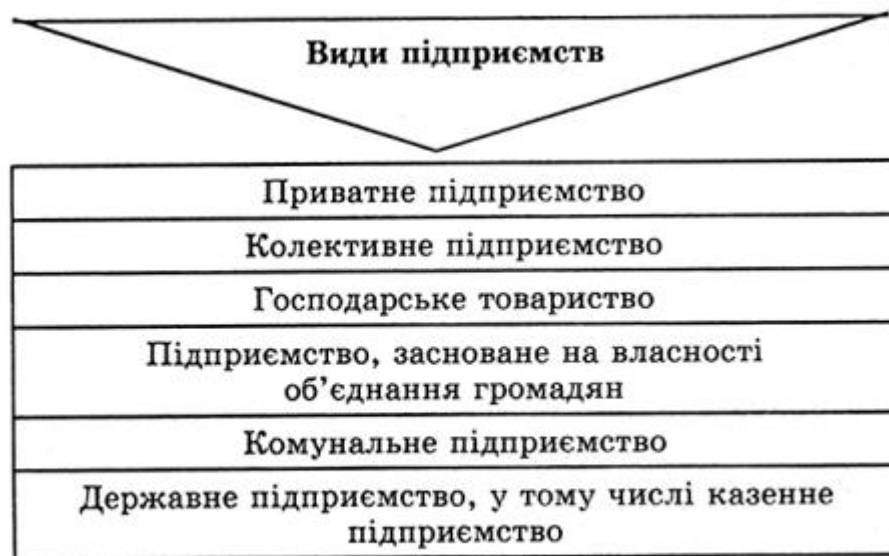 Види підприємств
Приватне підприємство
Колективне підприємство
Господарське товариство
Підприємство, засноване на власності
об’єднання громадян
Комунальне підприємство
Державне підприємство, у тому числі казенне
підприємство